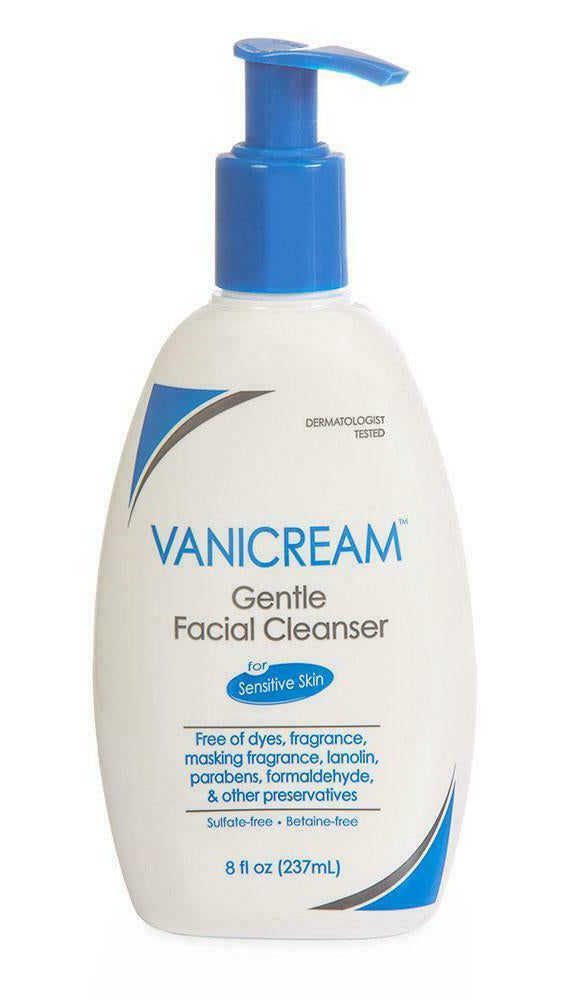 DERMATOLOGIST
TESTED
VANICREAM™
Gentle
Facial Cleanser
for
Sensitive Skin
Free of dyes, fragrance,
masking fragrance, lanolin,
parabens, formaldehyde,
& other preservatives
Sulfate-free • Betaine-free
8 fl oz (237mL)